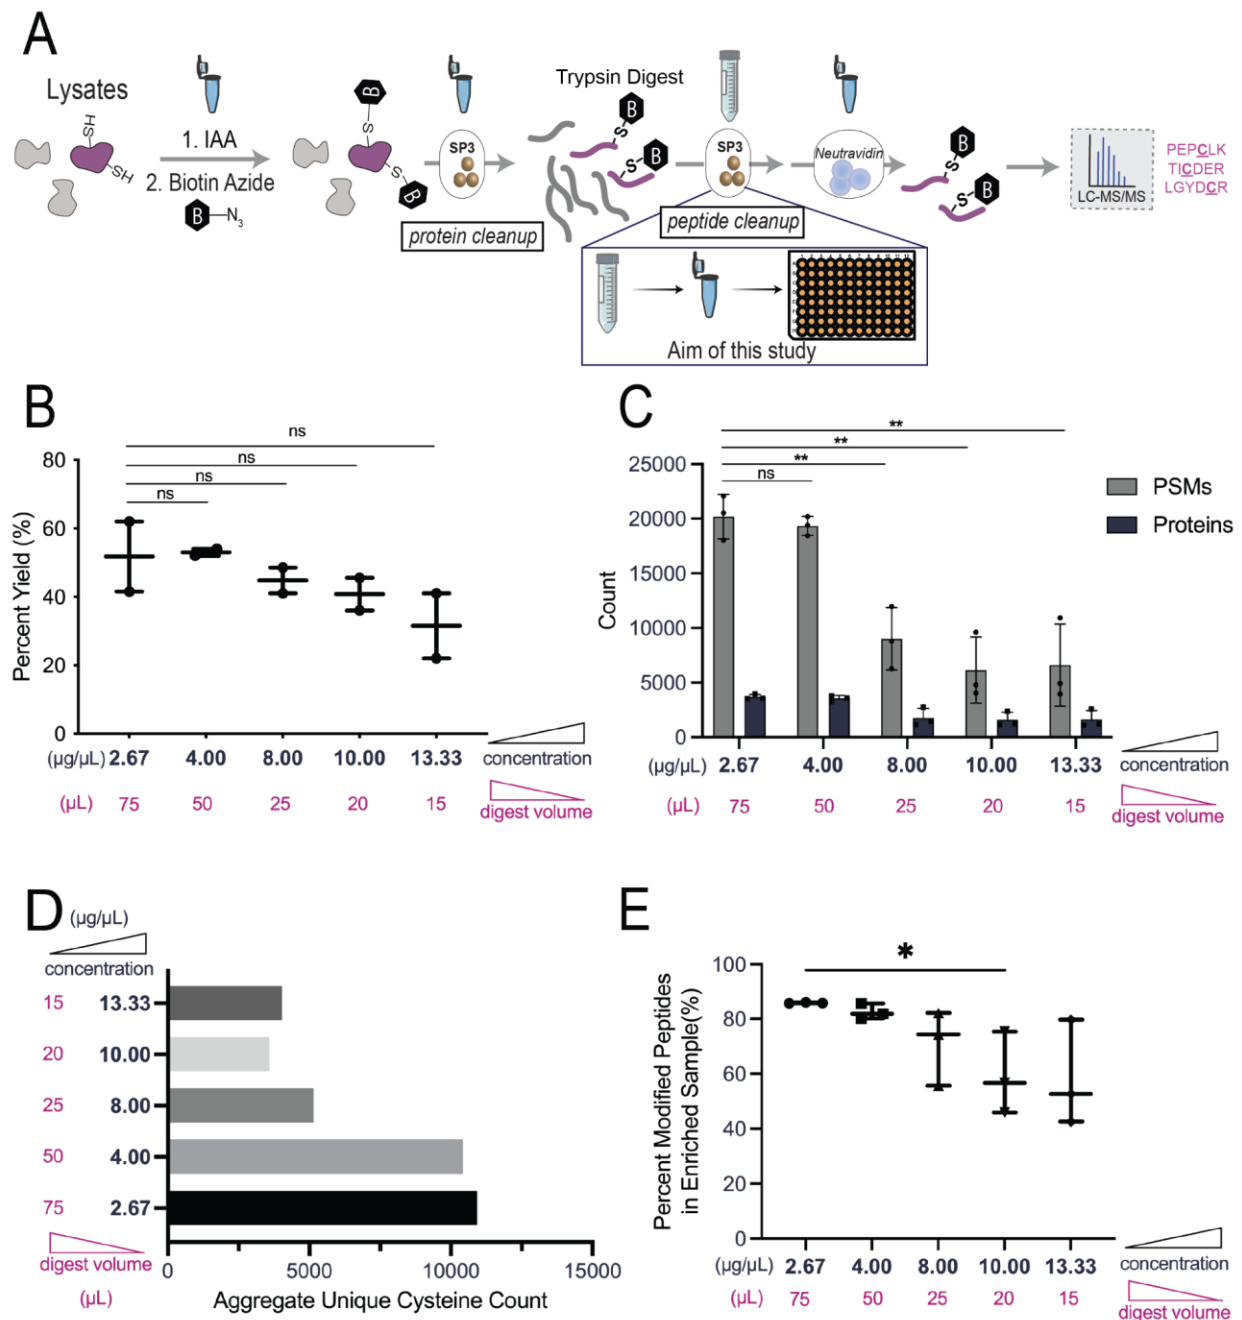 A
Lysates
HS
SH
1. IAA
2. Biotin Azide
B
N3
B
S
S
B
SP3
protein cleanup
Trypsin Digest
B
S
S
B
SP3
peptide cleanup
Neutravidin
B
S
S
B
LC-MS/MS
PEPCLK
TICDER
LGYDCR
Aim of this study
B
ns
ns
ns
ns
Percent Yield (%)
80
60
40
20
0
(µg/µL) 2.67 4.00 8.00 10.00 13.33 concentration
(µL) 75 50 25 20 15 digest volume
C
**
**
**
ns
PSMs
Proteins
Count
25000
20000
15000
10000
5000
0
(µg/µL) 2.67 4.00 8.00 10.00 13.33 concentration
(µL) 75 50 25 20 15 digest volume
D
(µg/µL)
concentration
15 13.33
20 10.00
25 8.00
50 4.00
75 2.67
digest volume
(µL)
0 5000 10000 15000
Aggregate Unique Cysteine Count
E
*
Percent Modified Peptides
in Enriched Sample(%)
100
80
60
40
20
0
(µg/µL) 2.67 4.00 8.00 10.00 13.33 concentration
(µL) 75 50 25 20 15 digest volume